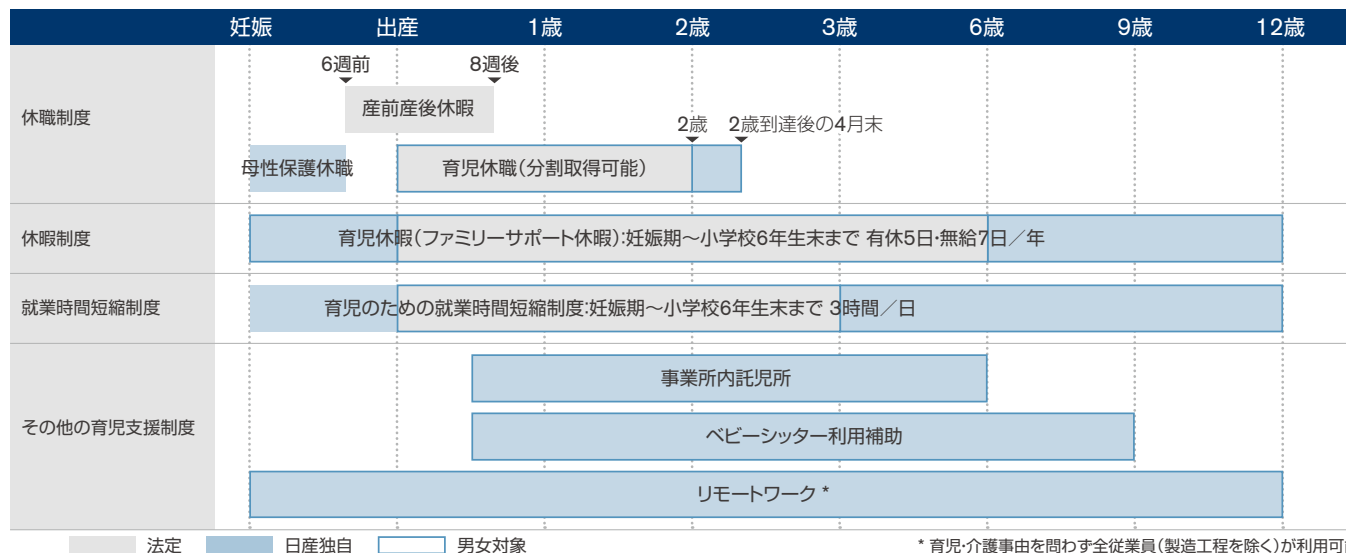 妊娠 出産 1歳 2歳 3歳 6歳 9歳 12歳
6週前 8週後
産前産後休暇
休職制度
2歳 2歳到達後の4月末
母性保護休職 育児休職(分割取得可能)
休暇制度 育児休暇(ファミリーサポート休暇):妊娠期～小学校6年生末まで 有休5日・無給7日／年
就業時間短縮制度 育児のための就業時間短縮制度:妊娠期～小学校6年生末まで 3時間／日
事業所内託児所
その他の育児支援制度 ベビーシッター利用補助
リモートワーク *
法定 日産独自 男女対象 * 育児・介護事由を問わず全従業員(製造工程を除く)が利用可